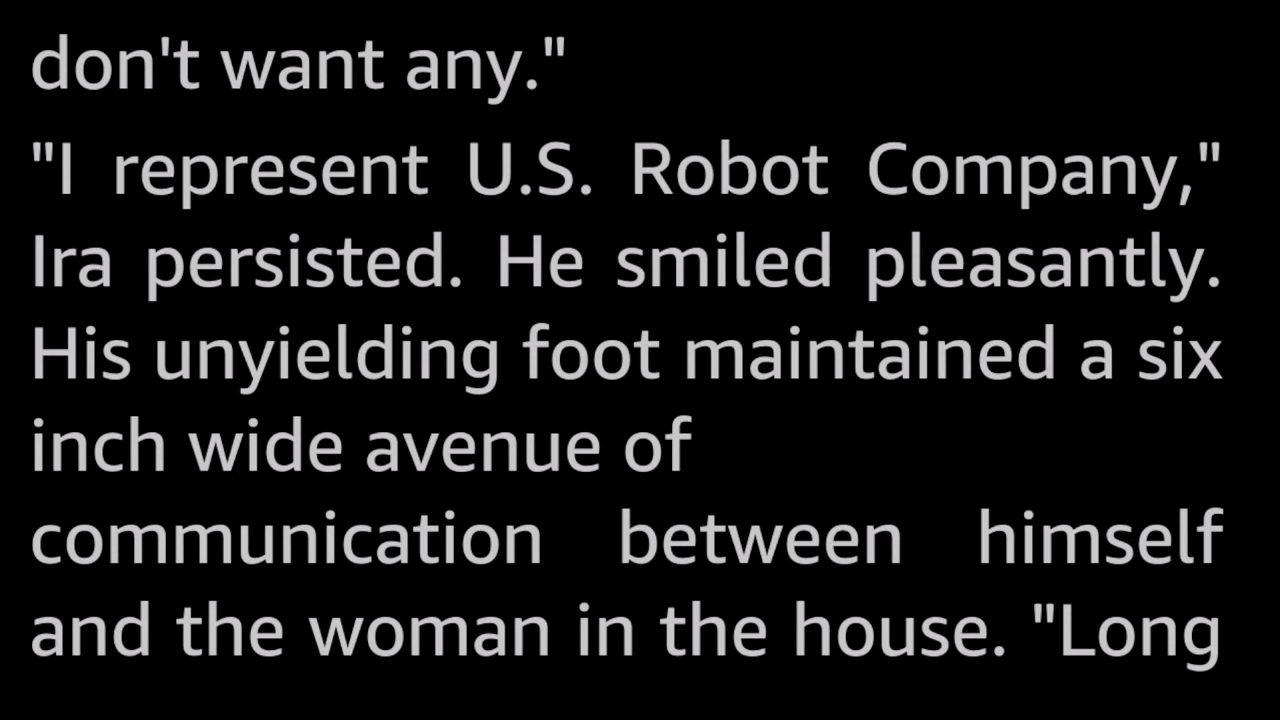 don't want any."
"I represent U.S. Robot Company,"
Ira persisted. He smiled pleasantly.
His unyielding foot maintained a six
inch wide avenue of
communication between himself
and the woman in the house. "Long